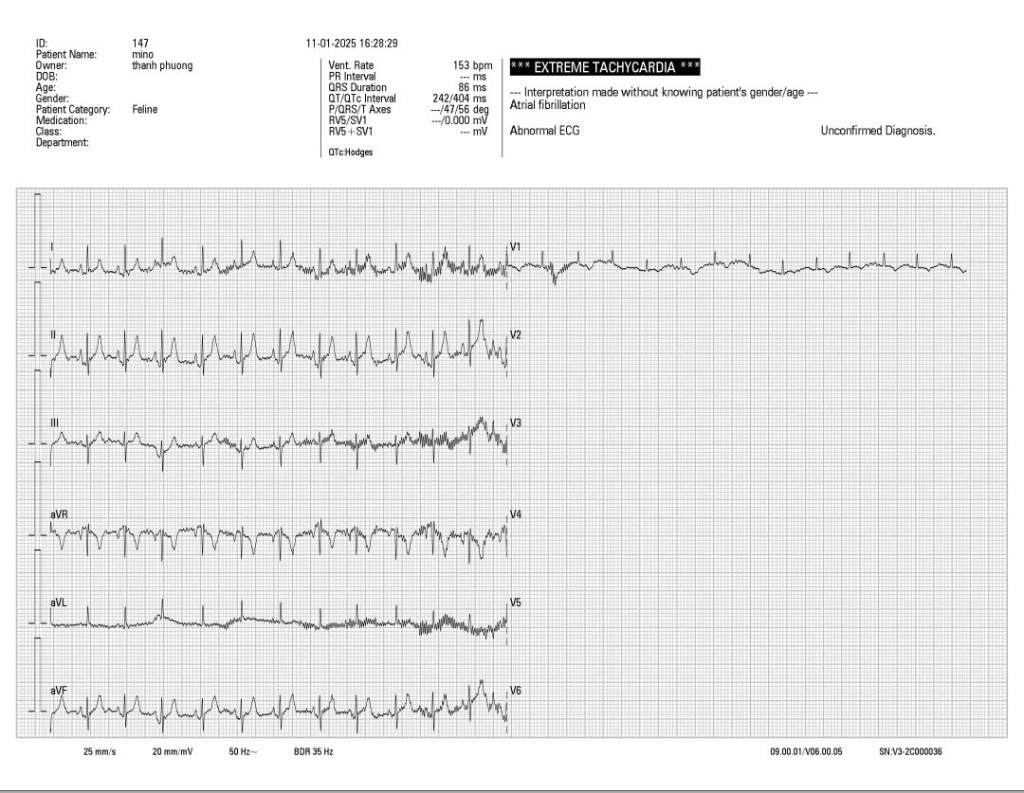 ID: 147
Patient Name: mino
Owner: thanh phuong
DOB:
Age:
Gender:
Patient Category: Feline
Medication:
Class:
Department:
11-01-2025 16:28:29
Vent. Rate 153 bpm
PR Interval --- ms
QRS Duration 86 ms
QT/QTc Interval 242/404 ms
P/QRS/T Axes ---/47/56 deg
RV5/SV1 ---/0.000 mV
RV5+SV1 --- mV
QTc:Hodges
*** EXTREME TACHYCARDIA ***
--- Interpretation made without knowing patient's gender/age ---
Atrial fibrillation
Abnormal ECG Unconfirmed Diagnosis.
I V1
II V2
III V3
aVR V4
aVL V5
aVF V6
25 mm/s 20 mm/mV 50 Hz~ BDR 35 Hz 09.00.01/V06.00.05 SN:V3-2C000036